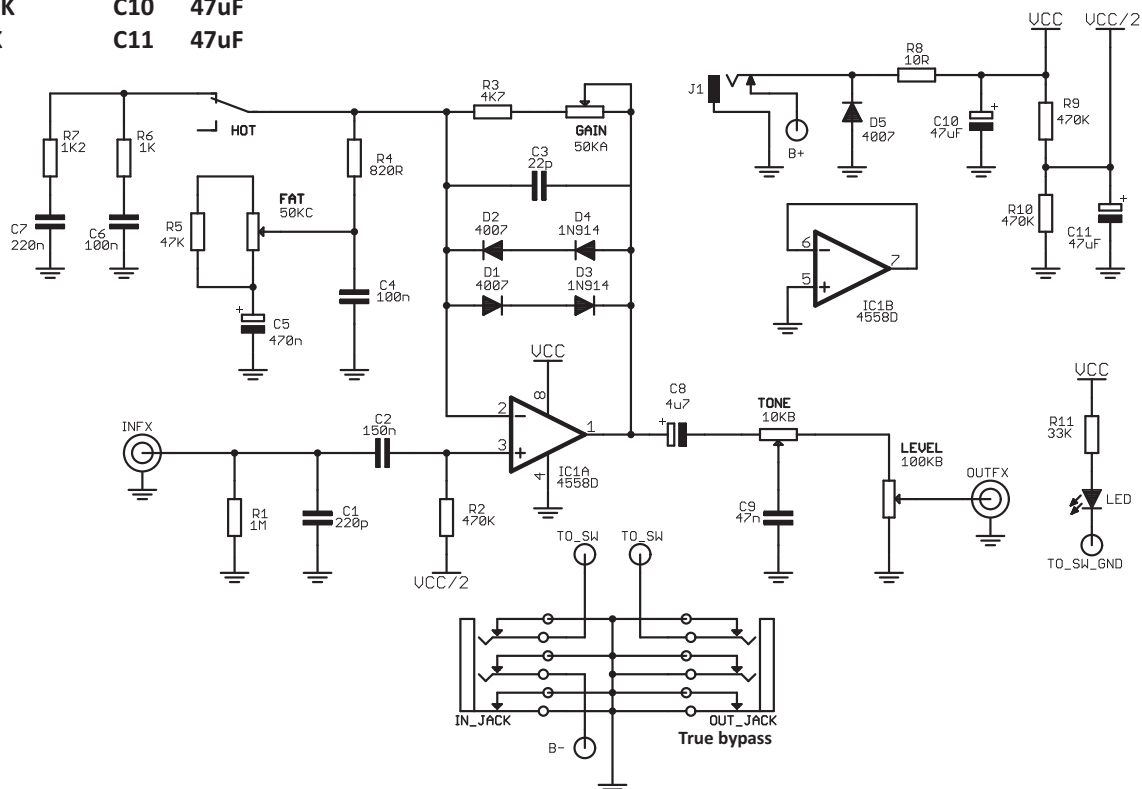 K C10 47uF
K C11 47uF
VCC VCC/2
R8
10R
J1
B+
D5
4007
C10
47uF
+
R9
470K
R10
470K
C11
47uF
+
R3
4K7
GAIN
50KA
HOT
R7
1K2
R6
1K
R4
820R
C3
22p
FAT
50KC
R5
47K
C7
220n
C6
100n
D2
4007
D4
1N914
D1
4007
D3
1N914
C4
100n
+
C5
470n
6 -
5 +
7
IC1B
4558D
VCC
8
2 -
3 +
1
4
IC1A
4558D
INFX
C2
150n
R1
1M
C1
220p
R2
470K
VCC/2
C8
4u7
+
TONE
10KB
C9
47n
LEVEL
100KB
OUTFX
VCC
R11
33K
LED
TO_SW_GND
TO_SW TO_SW
IN_JACK OUT_JACK
True bypass
B-